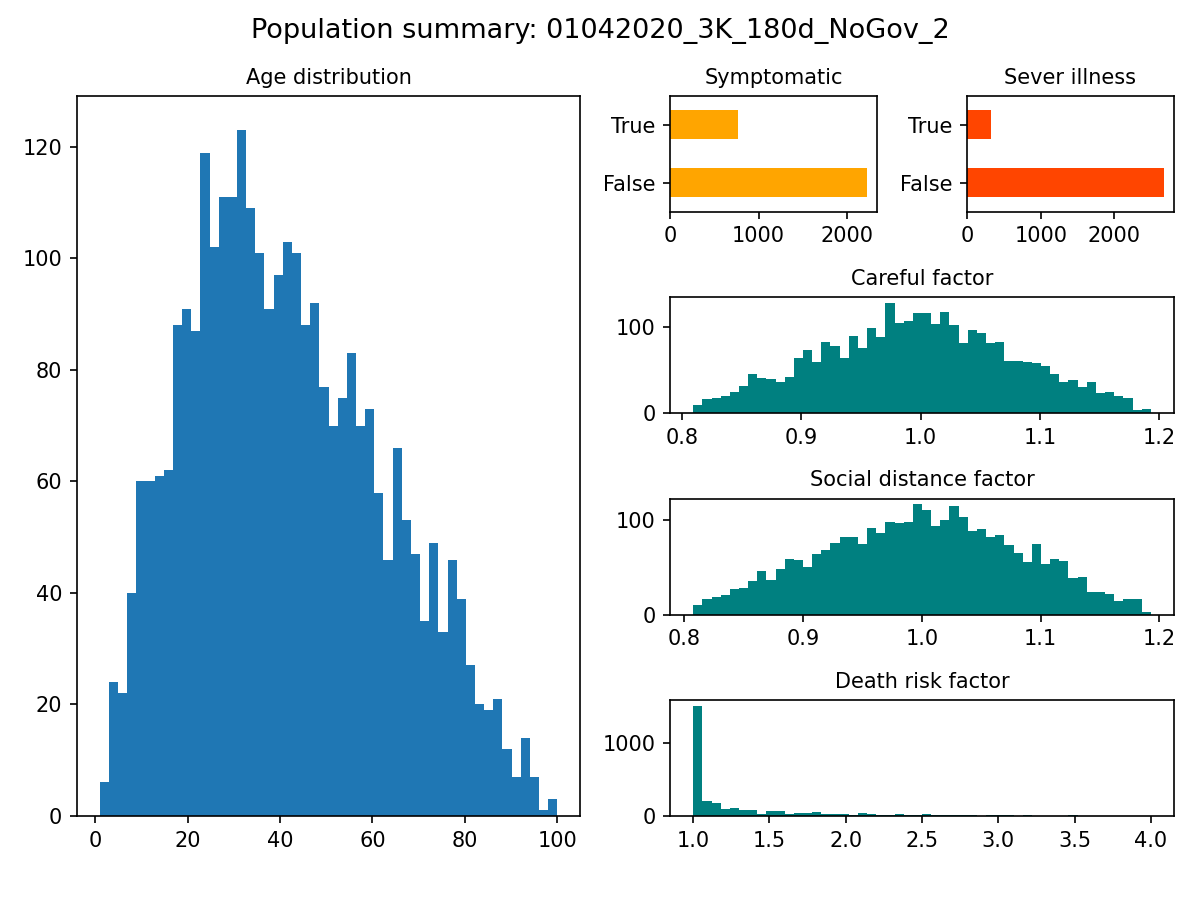 Population summary: 01042020_3K_180d_NoGov_2
Age distribution
120
100
80
60
40
20
0
0 20 40 60 80 100
Symptomatic
True
False
0 1000 2000
Sever illness
True
False
0 1000 2000
Careful factor
100
0
0.8 0.9 1.0 1.1 1.2
Social distance factor
100
0
0.8 0.9 1.0 1.1 1.2
Death risk factor
1000
0
1.0 1.5 2.0 2.5 3.0 3.5 4.0